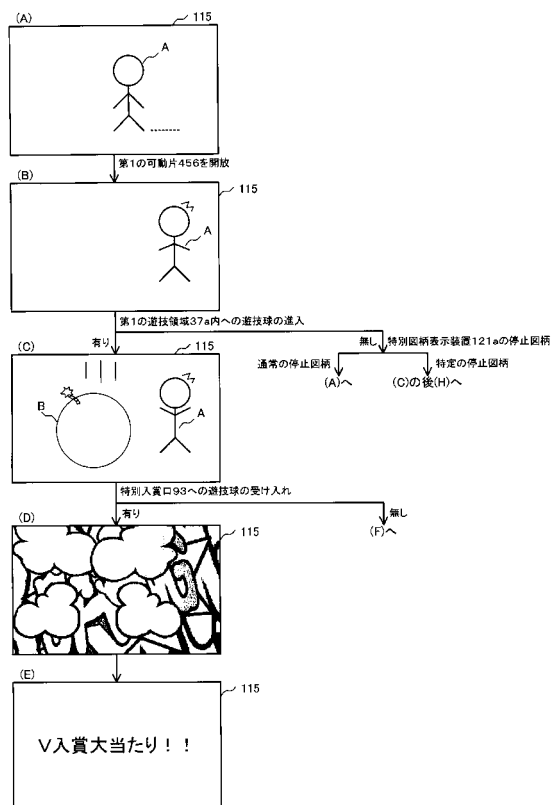 (A)
115
A
第1の可動片456を開放
(B)
115
A
第1の遊技領域37a内への遊技球の進入
有り
無し
特別図柄表示装置121aの停止図柄
通常の停止図柄
特定の停止図柄
(A)へ
(C)の後(H)へ
(C)
115
B
A
特別入賞口93への遊技球の受け入れ
有り
無し
(F)へ
(D)
115
(E)
115
V入賞大当たり！！